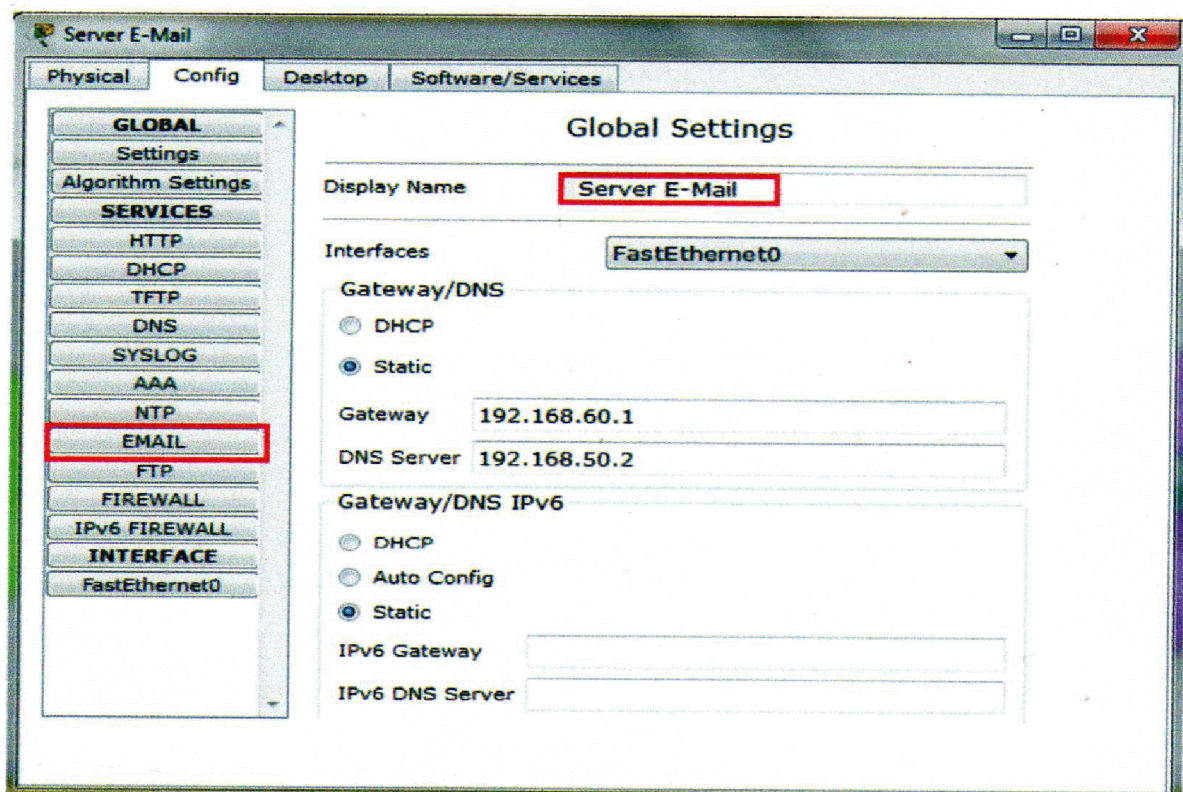 Server E-Mail
Physical Config Desktop Software/Services
GLOBAL
Settings
Algorithm Settings
SERVICES
HTTP
DHCP
TFTP
DNS
SYSLOG
AAA
NTP
EMAIL
FTP
FIREWALL
IPv6 FIREWALL
INTERFACE
FastEthernet0
Global Settings
Display Name Server E-Mail
Interfaces FastEthernet0
Gateway/DNS
DHCP
Static
Gateway 192.168.60.1
DNS Server 192.168.50.2
Gateway/DNS IPv6
DHCP
Auto Config
Static
IPv6 Gateway
IPv6 DNS Server